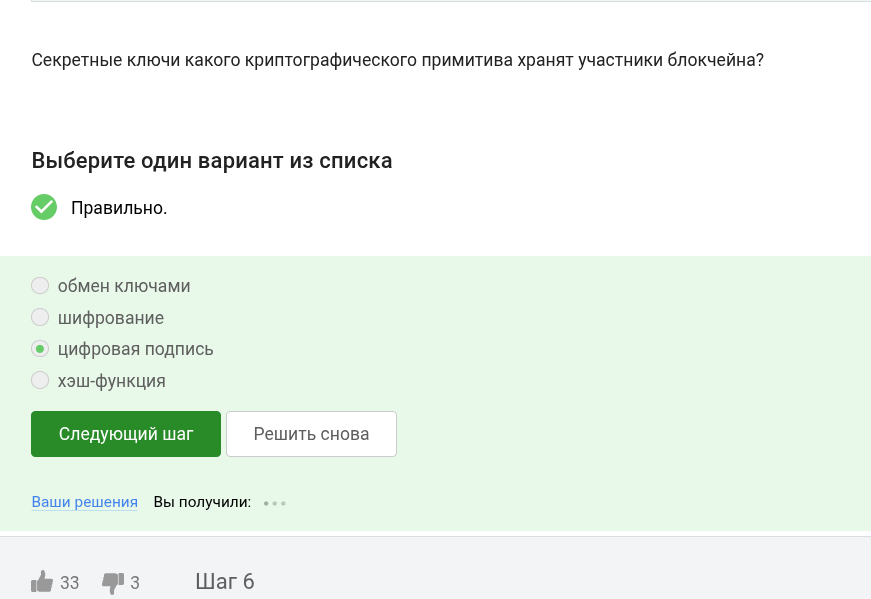 Секретные ключи какого криптографического примитива хранят участники блокчейна?
Выберите один вариант из списка
Правильно.
обмен ключами
шифрование
цифровая подпись
хэш-функция
Следующий шаг Решить снова
Ваши решения Вы получили:
33 3 Шаг 6